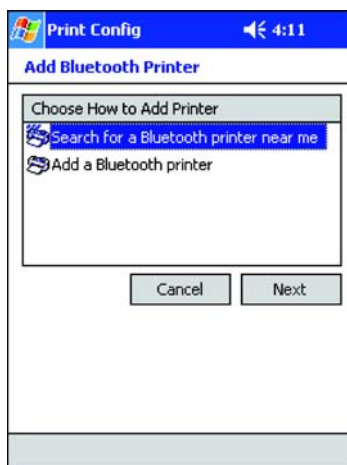 Print Config 4:11
Add Bluetooth Printer
Choose How to Add Printer
Search for a Bluetooth printer near me
Add a Bluetooth printer
Cancel Next